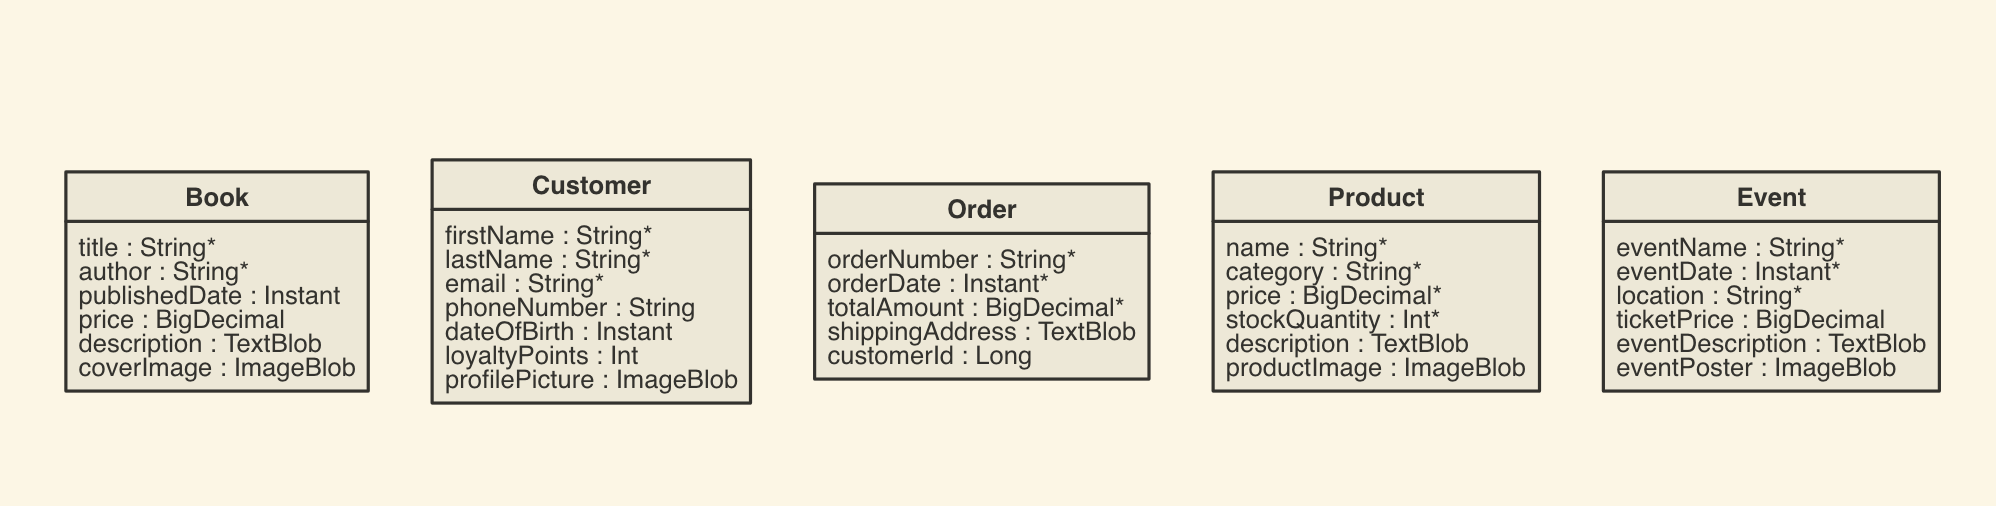 Book
title : String*
author : String*
publishedDate : Instant
price : BigDecimal
description : TextBlob
coverImage : ImageBlob
Customer
firstName : String*
lastName : String*
email : String*
phoneNumber : String
dateOfBirth : Instant
loyaltyPoints : Int
profilePicture : ImageBlob
Order
orderNumber : String*
orderDate : Instant*
totalAmount : BigDecimal*
shippingAddress : TextBlob
customerId : Long
Product
name : String*
category : String*
price : BigDecimal*
stockQuantity : Int*
description : TextBlob
productImage : ImageBlob
Event
eventName : String*
eventDate : Instant*
location : String*
ticketPrice : BigDecimal
eventDescription : TextBlob
eventPoster : ImageBlob